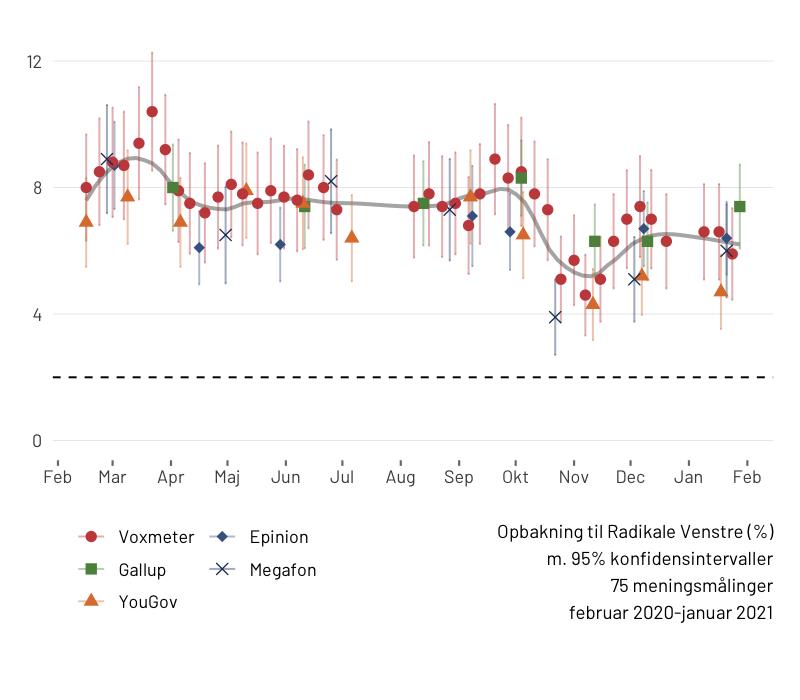 12
8
4
0
Feb Mar Apr Maj Jun Jul Aug Sep Okt Nov Dec Jan Feb
Voxmeter Epinion
Gallup Megafon
YouGov
Opbakning til Radikale Venstre (%)
m. 95% konfidensintervaller
75 meningsmålinger
februar 2020-januar 2021